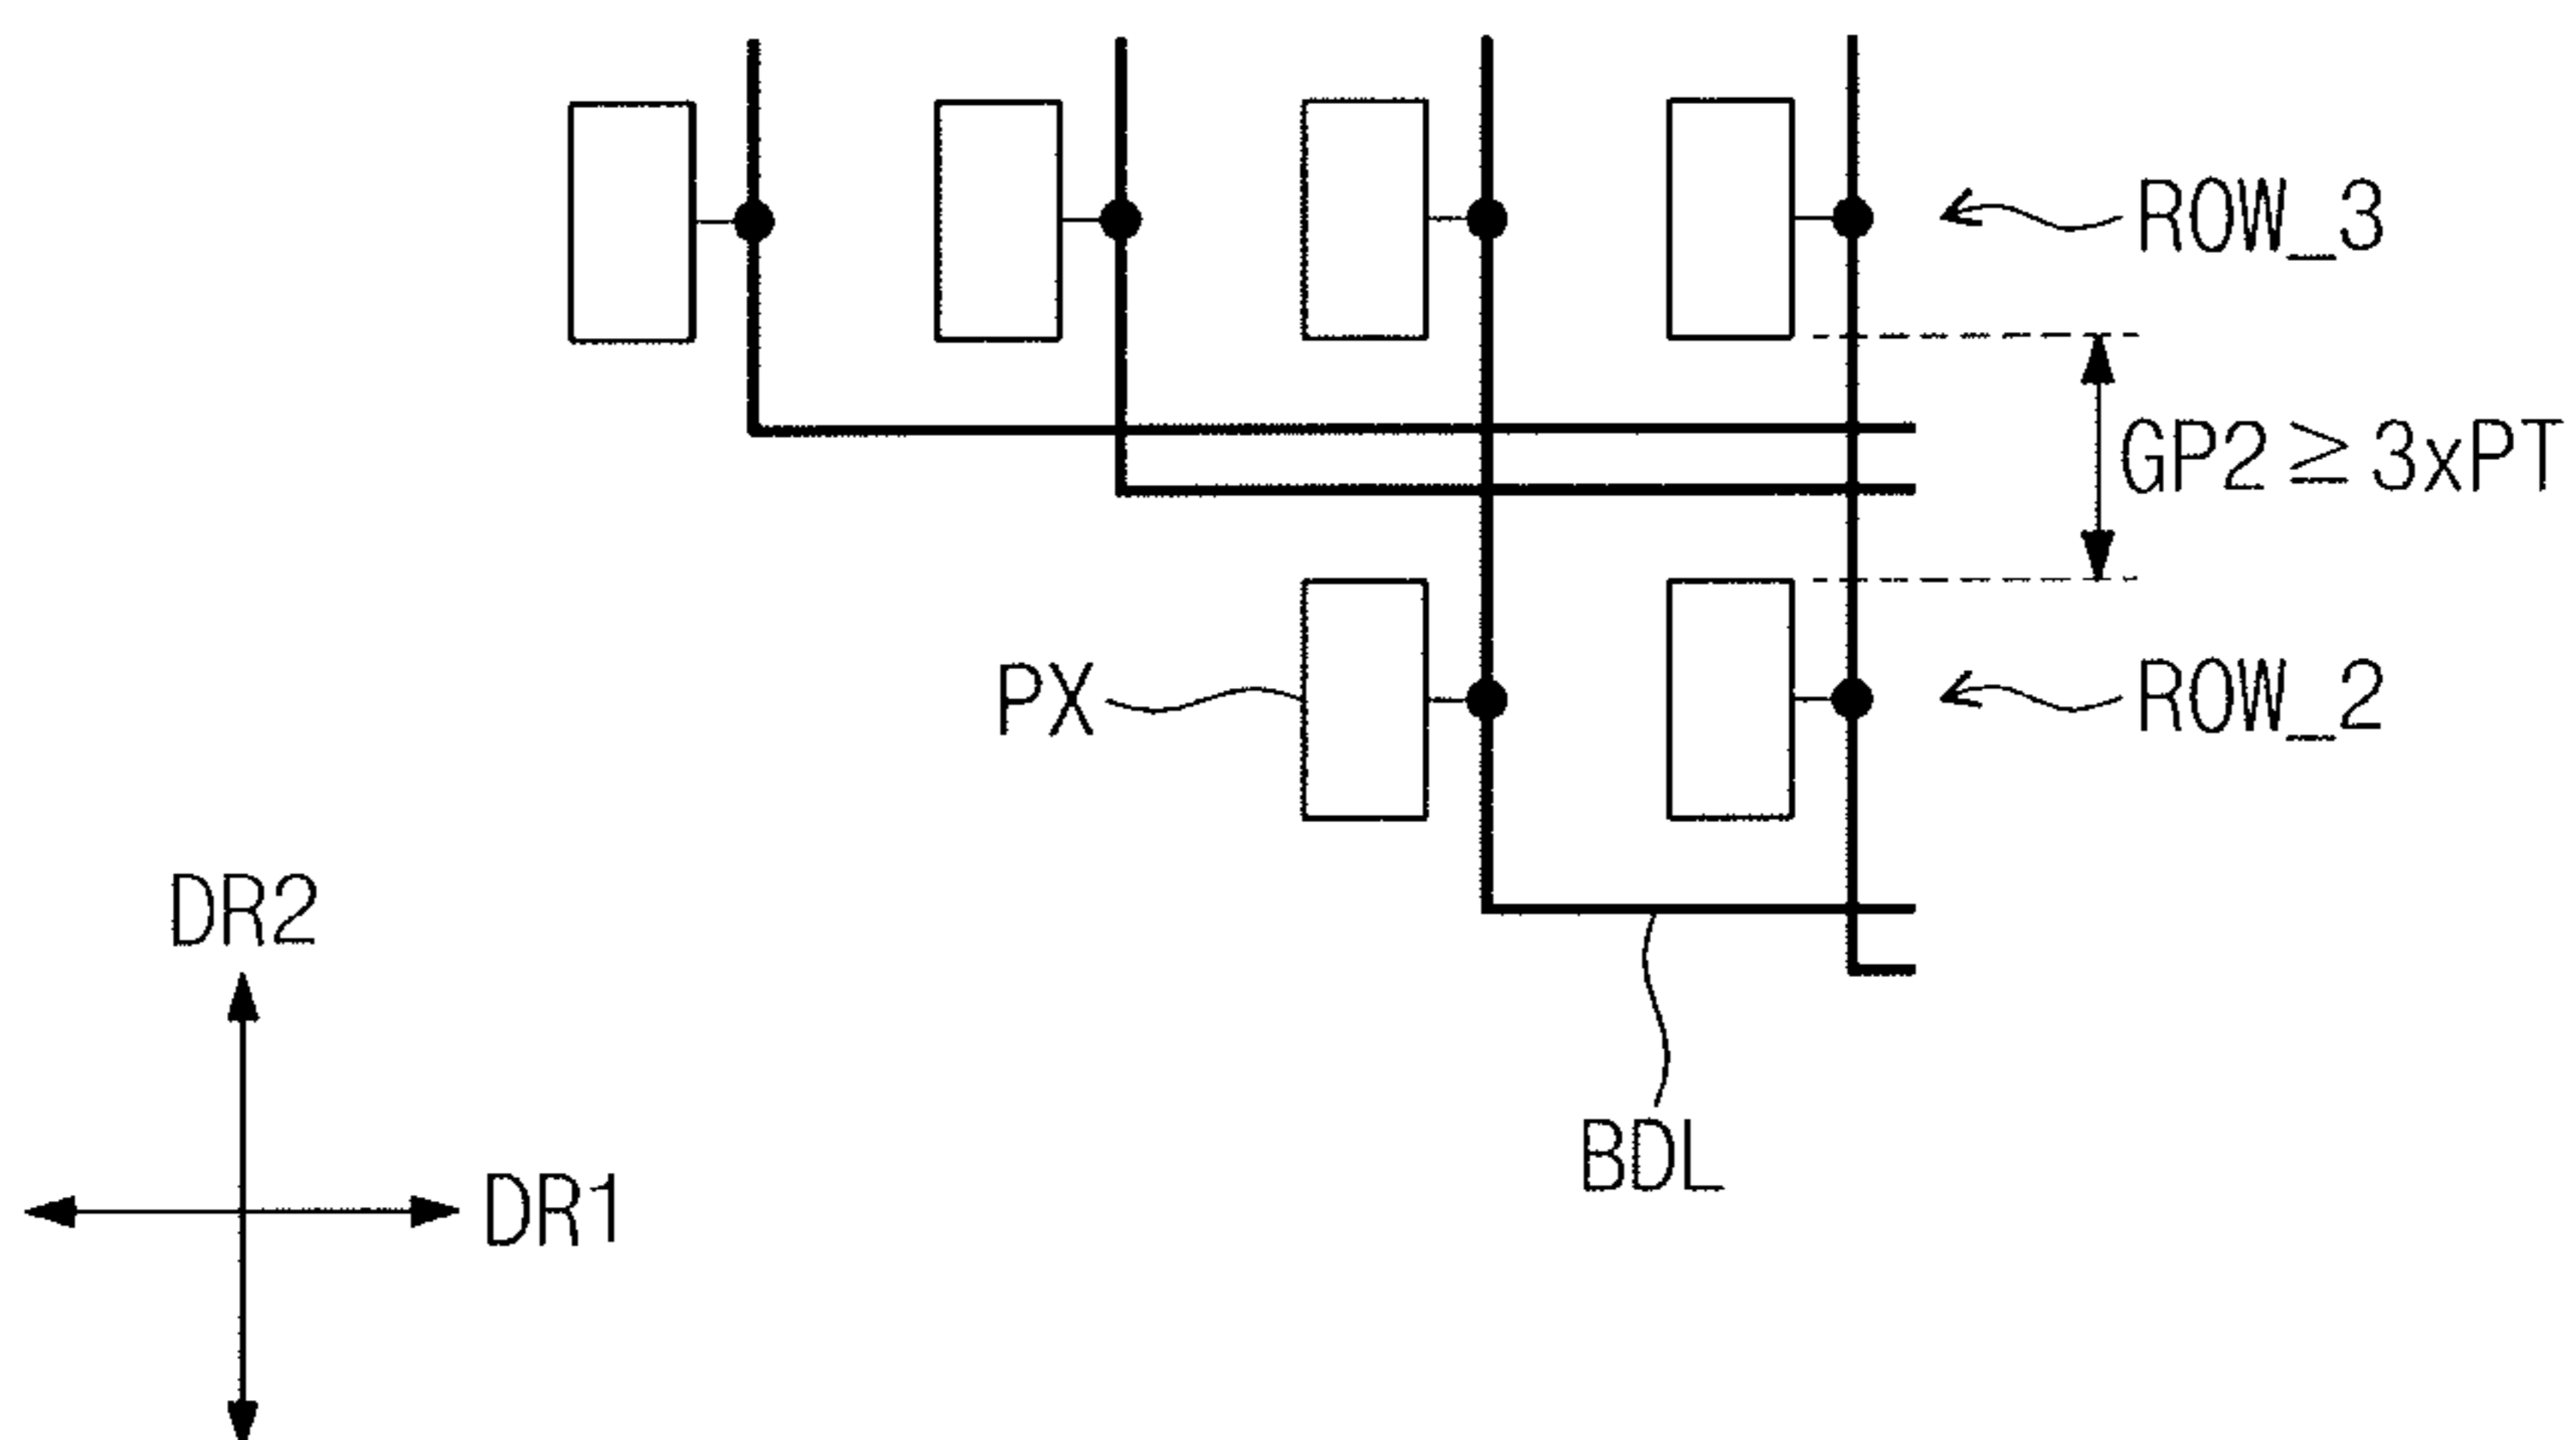 ROW_3
GP2≧3xPT
PX
ROW_2
DR2
BDL
DR1